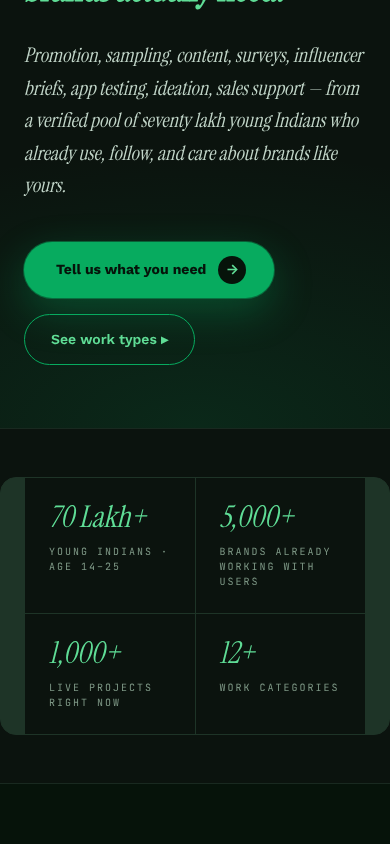 Promotion, sampling, content, surveys, influencer
briefs, app testing, ideation, sales support — from
a verified pool of seventy lakh young Indians who
already use, follow, and care about brands like
yours.
Tell us what you need →
See work types ▸
70 Lakh+
YOUNG INDIANS ·
AGE 14–25
5,000+
BRANDS ALREADY
WORKING WITH
USERS
1,000+
LIVE PROJECTS
RIGHT NOW
12+
WORK CATEGORIES